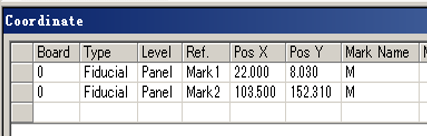 Coordinate
Board Type Level Ref. Pos X Pos Y Mark Name
0 Fiducial Panel Mark1 22.000 8.030 M
0 Fiducial Panel Mark2 103.500 152.310 M